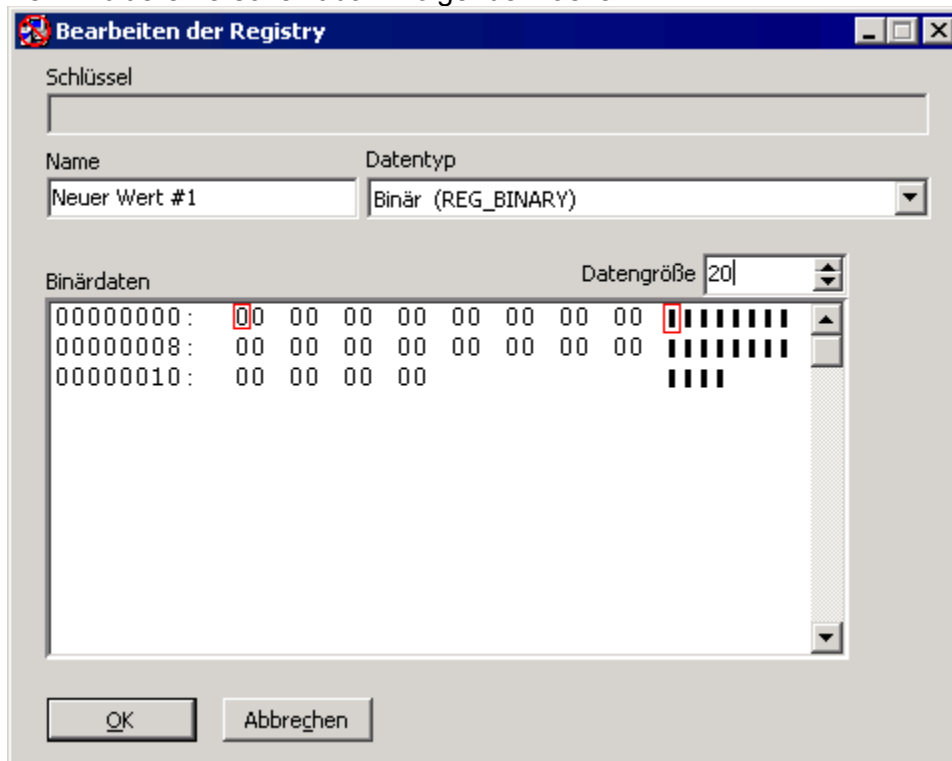 Bearbeiten der Registry
Schlüssel
Name Datentyp
Neuer Wert #1 Binär (REG_BINARY)
Binärdaten Datengröße 20
00000000: 00 00 00 00 00 00 00 00
00000008: 00 00 00 00 00 00 00 00
00000010: 00 00 00 00
OK Abbrechen